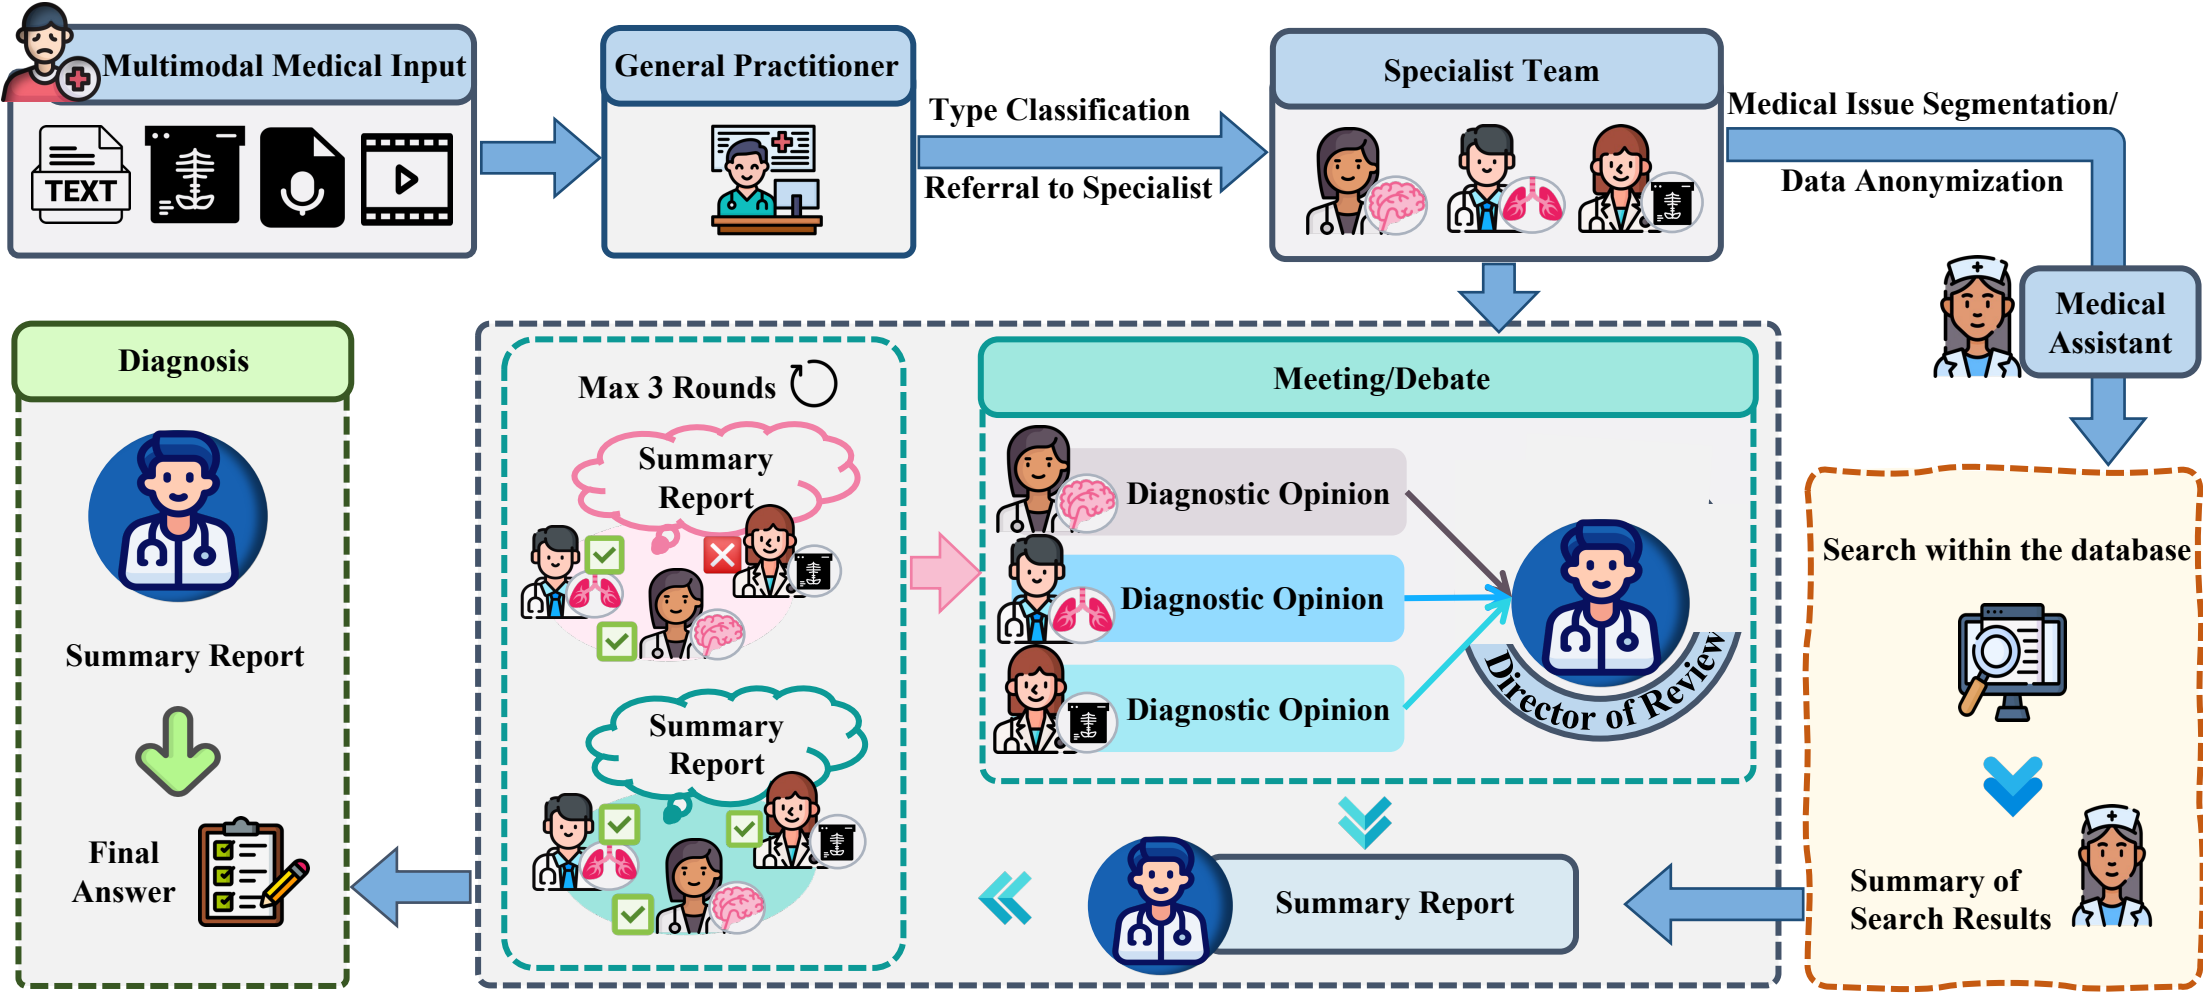 Multimodal Medical Input
TEXT
General Practitioner
Type Classification
Referral to Specialist
Specialist Team
Medical Issue Segmentation/
Data Anonymization
Medical
Assistant
Search within the database
Summary of
Search Results
Meeting/Debate
Diagnostic Opinion
Diagnostic Opinion
Diagnostic Opinion
Director of Review
Summary Report
Max 3 Rounds
Summary
Report
Summary
Report
Diagnosis
Summary Report
Final
Answer